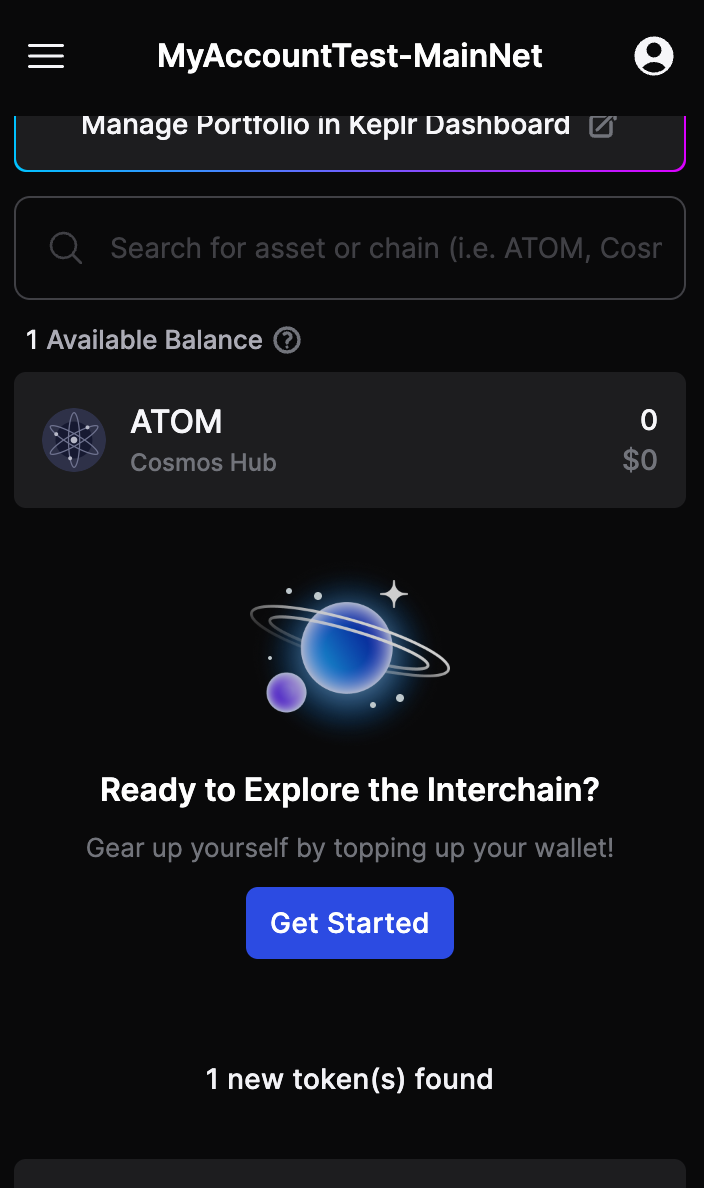 MyAccountTest-MainNet
Manage Portfolio in Keplr Dashboard
Search for asset or chain (i.e. ATOM, Cosr
1 Available Balance
ATOM
0
Cosmos Hub
$0
Ready to Explore the Interchain?
Gear up yourself by topping up your wallet!
Get Started
1 new token(s) found